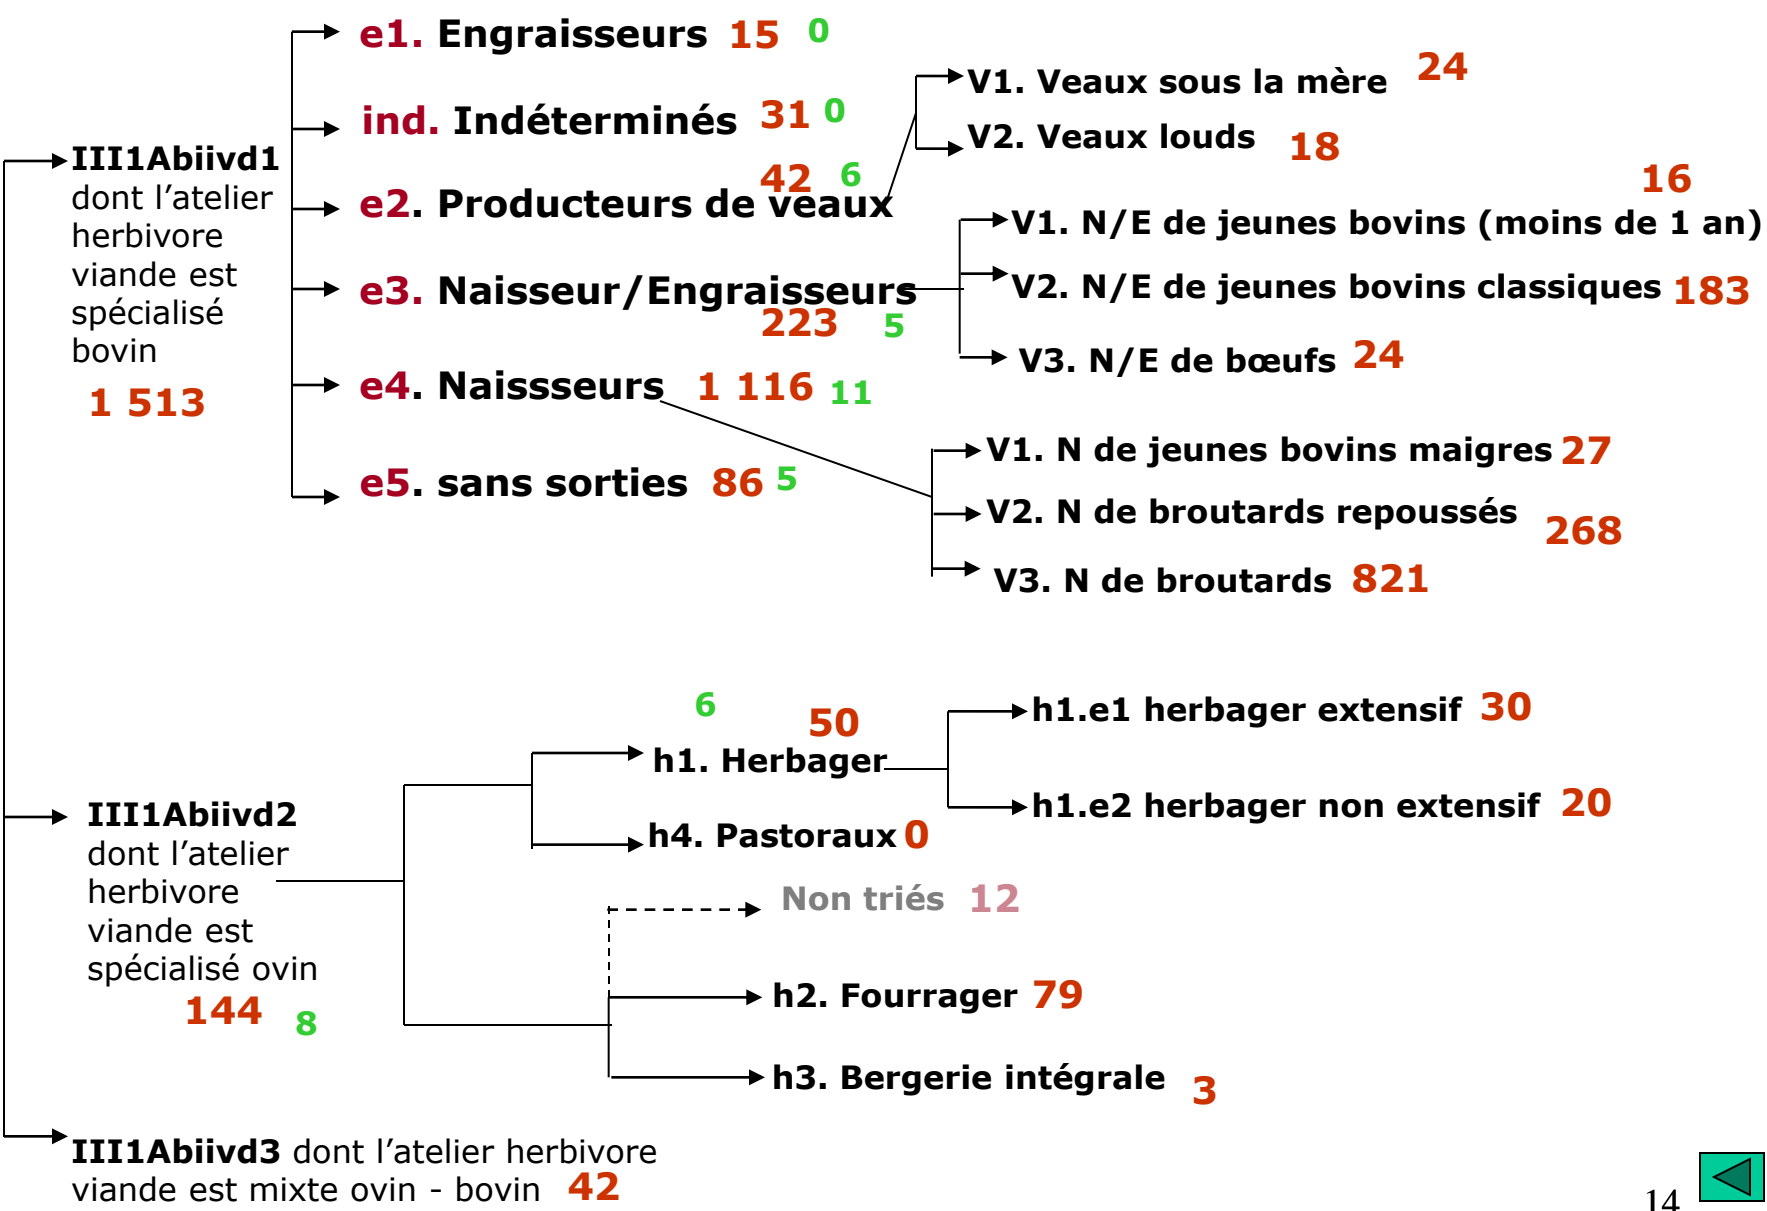 e1. Engraisseurs 15 0
ind. Indéterminés 31 0
e2. Producteurs de veaux 42 6
e3. Naisseur/Engraisseurs
223 5
e4. Naissseurs 1 116 11
e5. sans sorties 86 5
III1Abiivd1
dont l’atelier
herbivore
viande est
spécialisé
bovin
1 513
V1. Veaux sous la mère 24
V2. Veaux louds 18
16
V1. N/E de jeunes bovins (moins de 1 an)
V2. N/E de jeunes bovins classiques 183
V3. N/E de bœufs 24
V1. N de jeunes bovins maigres 27
V2. N de broutards repoussés 268
V3. N de broutards 821
III1Abiivd2
dont l’atelier
herbivore
viande est
spécialisé ovin
144 8
6 50
h1. Herbager
h4. Pastoraux 0
h1.e1 herbager extensif 30
h1.e2 herbager non extensif 20
Non triés 12
h2. Fourrager 79
h3. Bergerie intégrale 3
III1Abiivd3 dont l’atelier herbivore
viande est mixte ovin - bovin 42
14